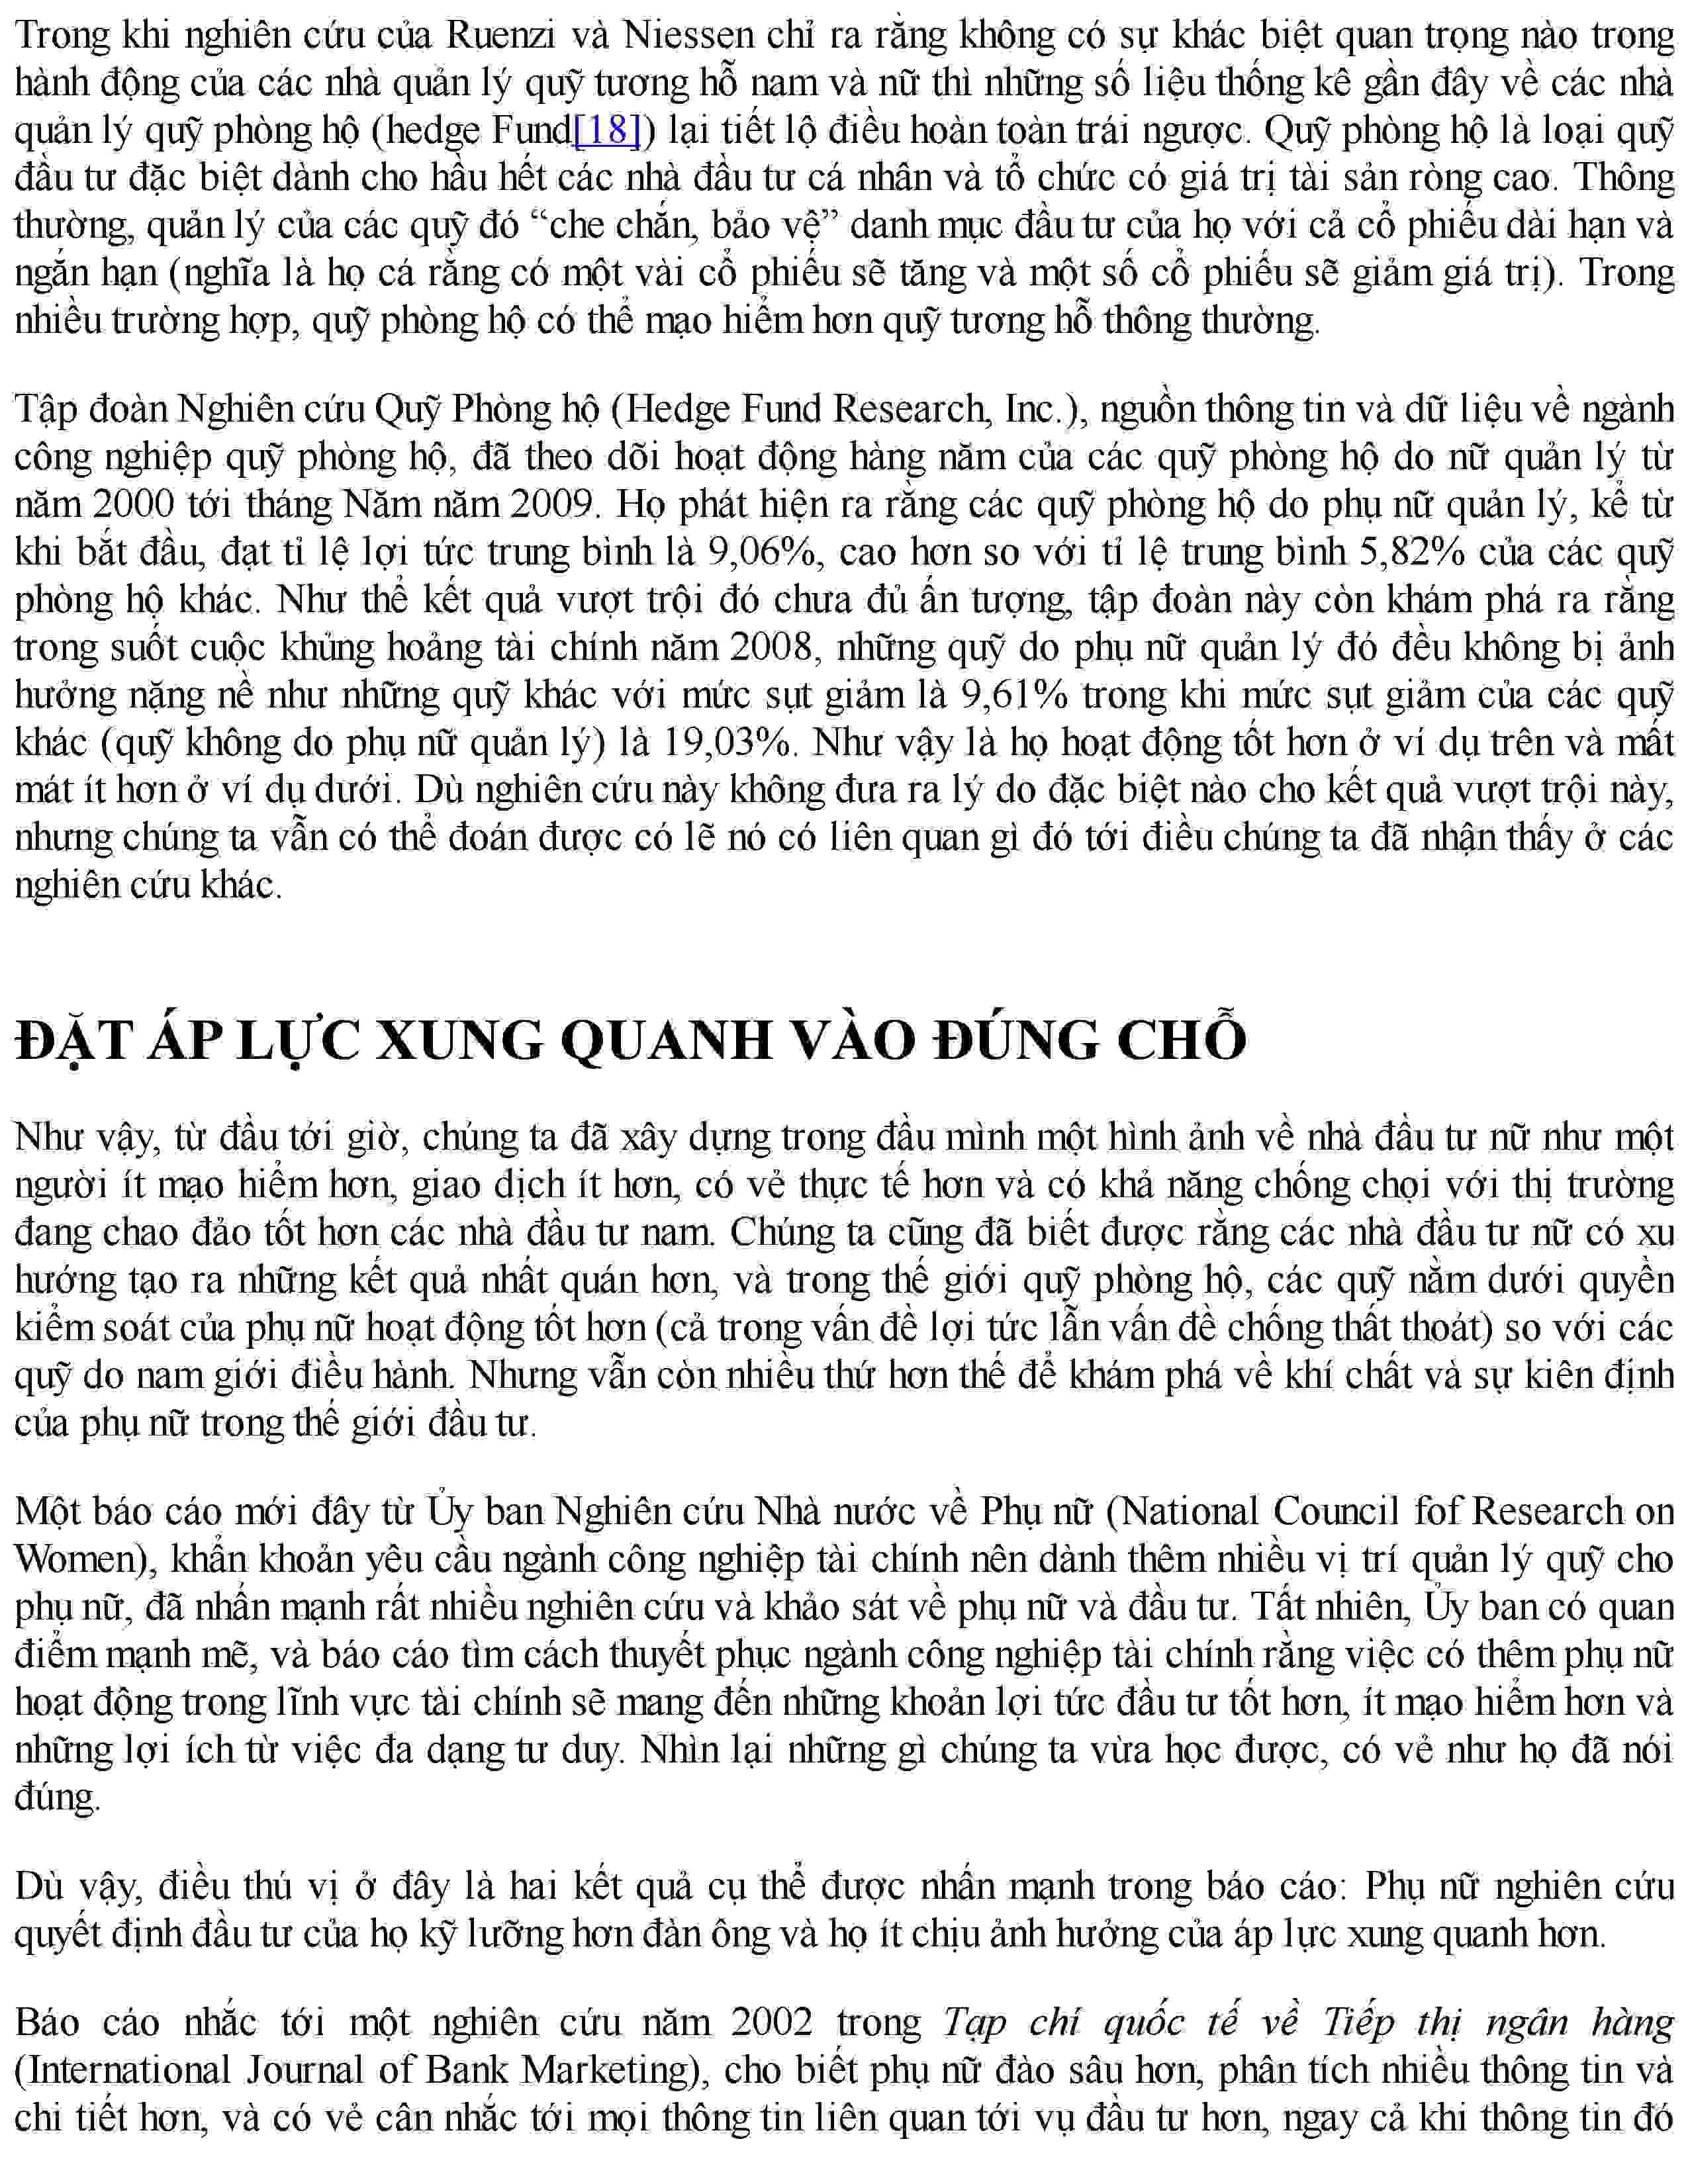 Trong khi nghiên cứu của Ruenzi và Niessen chỉ ra rằng không có sự khác biệt quan trọng nào trong
hành động của các nhà quản lý quỹ tương hỗ nam và nữ thì những số liệu thống kê gần đây về các nhà
quản lý quỹ phòng hộ (hedge Fund[18]) lại tiết lộ điều hoàn toàn trái ngược. Quỹ phòng hộ là loại quỹ
đầu tư đặc biệt dành cho hầu hết các nhà đầu tư cá nhân và tổ chức có giá trị tài sản ròng cao. Thông
thường, quản lý của các quỹ đó “che chắn, bảo vệ” danh mục đầu tư của họ với cả cổ phiếu dài hạn và
ngắn hạn (nghĩa là họ cá rằng có một vài cổ phiếu sẽ tăng và một số cổ phiếu sẽ giảm giá trị). Trong
nhiều trường hợp, quỹ phòng hộ có thể mạo hiểm hơn quỹ tương hỗ thông thường.
Tập đoàn Nghiên cứu Quỹ Phòng hộ (Hedge Fund Research, Inc.), nguồn thông tin và dữ liệu về ngành
công nghiệp quỹ phòng hộ, đã theo dõi hoạt động hàng năm của các quỹ phòng hộ do nữ quản lý từ
năm 2000 tới tháng Năm năm 2009. Họ phát hiện ra rằng các quỹ phòng hộ do phụ nữ quản lý, kể từ
khi bắt đầu, đạt tỉ lệ lợi tức trung bình là 9,06%, cao hơn so với tỉ lệ trung bình 5,82% của các quỹ
phòng hộ khác. Như thể kết quả vượt trội đó chưa đủ ấn tượng, tập đoàn này còn khám phá ra rằng
trong suốt cuộc khủng hoảng tài chính năm 2008, những quỹ do phụ nữ quản lý đó đều không bị ảnh
hưởng nặng nề như những quỹ khác với mức sụt giảm là 9,61% trong khi mức sụt giảm của các quỹ
khác (quỹ không do phụ nữ quản lý) là 19,03%. Như vậy là họ hoạt động tốt hơn ở ví dụ trên và mất
mát ít hơn ở ví dụ dưới. Dù nghiên cứu này không đưa ra lý do đặc biệt nào cho kết quả vượt trội này,
nhưng chúng ta vẫn có thể đoán được có lẽ nó có liên quan gì đó tới điều chúng ta đã nhận thấy ở các
nghiên cứu khác.
ĐẶT ÁP LỰC XUNG QUANH VÀO ĐÚNG CHỖ
Như vậy, từ đầu tới giờ, chúng ta đã xây dựng trong đầu mình một hình ảnh về nhà đầu tư nữ như một
người ít mạo hiểm hơn, giao dịch ít hơn, có vẻ thực tế hơn và có khả năng chống chọi với thị trường
đang chao đảo tốt hơn các nhà đầu tư nam. Chúng ta cũng đã biết được rằng các nhà đầu tư nữ có xu
hướng tạo ra những kết quả nhất quán hơn, và trong thế giới quỹ phòng hộ, các quỹ nằm dưới quyền
kiểm soát của phụ nữ hoạt động tốt hơn (cả trong vấn đề lợi tức lẫn vấn đề chống thất thoát) so với các
quỹ do nam giới điều hành. Nhưng vẫn còn nhiều thứ hơn thế để khám phá về khí chất và sự kiên định
của phụ nữ trong thế giới đầu tư.
Một báo cáo mới đây từ Ủy ban Nghiên cứu Nhà nước về Phụ nữ (National Council fof Research on
Women), khẩn khoản yêu cầu ngành công nghiệp tài chính nên dành thêm nhiều vị trí quản lý quỹ cho
phụ nữ, đã nhấn mạnh rất nhiều nghiên cứu và khảo sát về phụ nữ và đầu tư. Tất nhiên, Ủy ban có quan
điểm mạnh mẽ, và báo cáo tìm cách thuyết phục ngành công nghiệp tài chính rằng việc có thêm phụ nữ
hoạt động trong lĩnh vực tài chính sẽ mang đến những khoản lợi tức đầu tư tốt hơn, ít mạo hiểm hơn và
những lợi ích từ việc đa dạng tư duy. Nhìn lại những gì chúng ta vừa học được, có vẻ như họ đã nói
đúng.
Dù vậy, điều thú vị ở đây là hai kết quả cụ thể được nhấn mạnh trong báo cáo: Phụ nữ nghiên cứu
quyết định đầu tư của họ kỹ lưỡng hơn đàn ông và họ ít chịu ảnh hưởng của áp lực xung quanh hơn.
Báo cáo nhắc tới một nghiên cứu năm 2002 trong Tạp chí quốc tế về Tiếp thị ngân hàng
(International Journal of Bank Marketing), cho biết phụ nữ đào sâu hơn, phân tích nhiều thông tin và
chi tiết hơn, và có vẻ cân nhắc tới mọi thông tin liên quan tới vụ đầu tư hơn, ngay cả khi thông tin đó